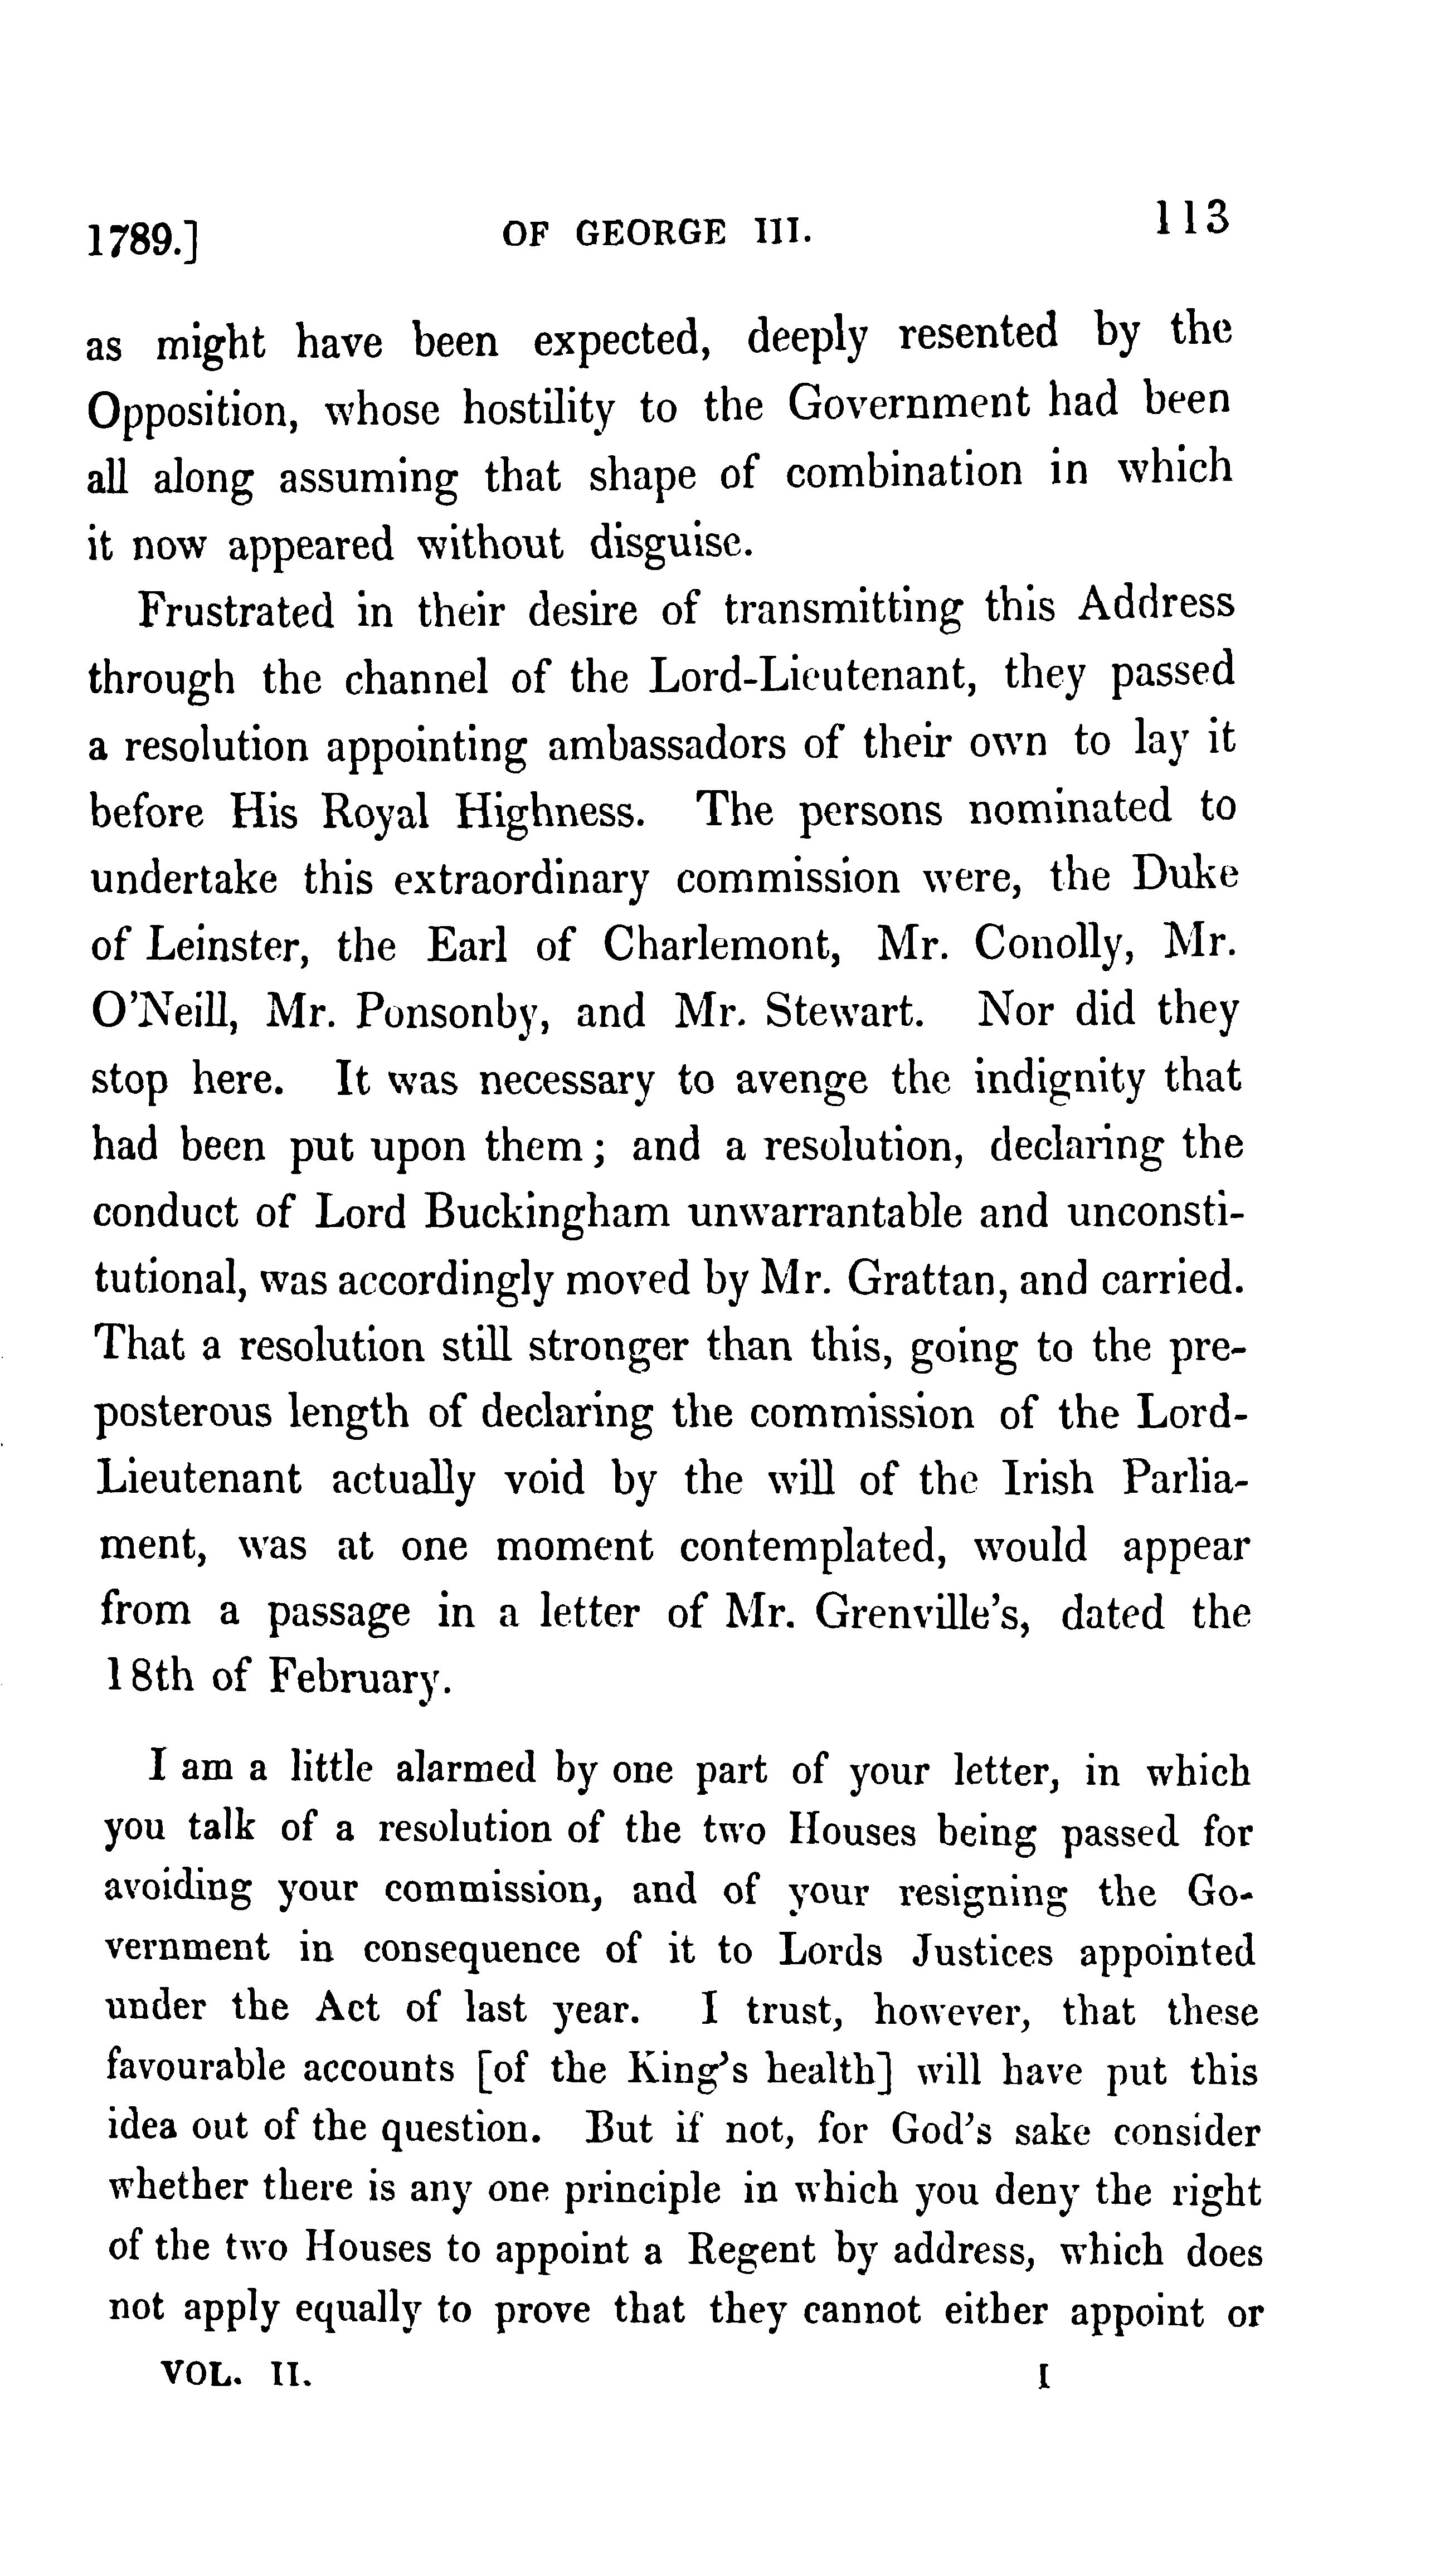 1789.] OF GEORGE III. 113
as might have been expected, deeply resented by the
Opposition, whose hostility to the Government had been
all along assuming that shape of combination in which
it now appeared without disguise.
Frustrated in their desire of transmitting this Address
through the channel of the Lord-Lieutenant, they passed
a resolution appointing ambassadors of their own to lay it
before His Royal Highness. The persons nominated to
undertake this extraordinary commission were, the Duke
of Leinster, the Earl of Charlemont, Mr. Conolly, Mr.
O'Neill, Mr. Ponsonby, and Mr. Stewart. Nor did they
stop here. It was necessary to avenge the indignity that
had been put upon them; and a resolution, declaring the
conduct of Lord Buckingham unwarrantable and unconsti-
tutional, was accordingly moved by Mr. Grattan, and carried.
That a resolution still stronger than this, going to the pre-
posterous length of declaring the commission of the Lord-
Lieutenant actually void by the will of the Irish Parlia-
ment, was at one moment contemplated, would appear
from a passage in a letter of Mr. Grenville's, dated the
18th of February.
I am a little alarmed by one part of your letter, in which
you talk of a resolution of the two Houses being passed for
avoiding your commission, and of your resigning the Go-
vernment in consequence of it to Lords Justices appointed
under the Act of last year. I trust, however, that these
favourable accounts [of the King's health] will have put this
idea out of the question. But if not, for God's sake consider
whether there is any one principle in which you deny the right
of the two Houses to appoint a Regent by address, which does
not apply equally to prove that they cannot either appoint or
VOL. II. I